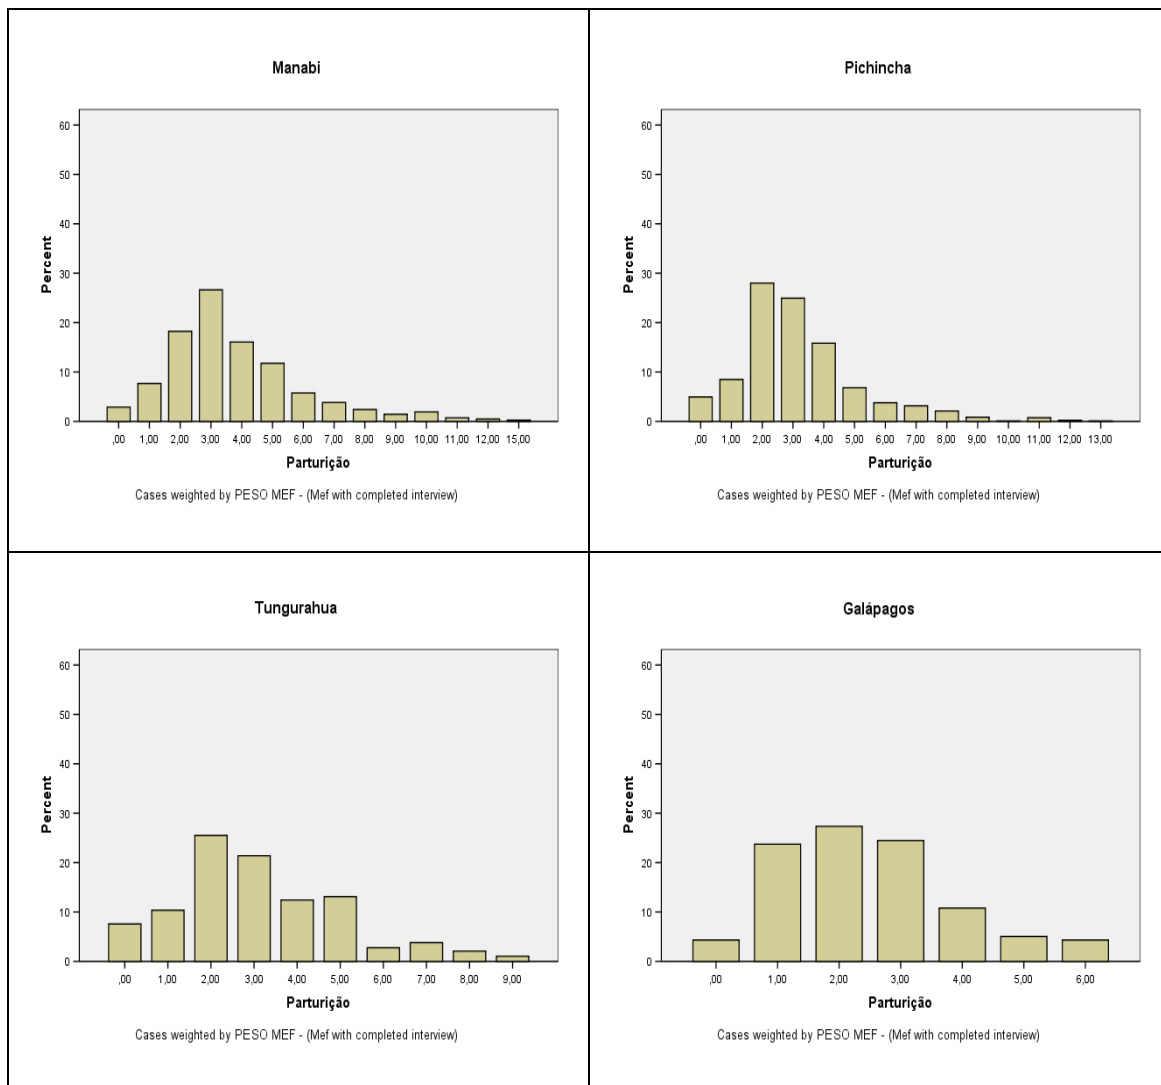 Manabi
Percent
60
50
40
30
20
10
0
,00 1,00 2,00 3,00 4,00 5,00 6,00 7,00 8,00 9,00 10,00 11,00 12,00 15,00
Parturição
Cases weighted by PESO MEF - (Mef with completed interview)
Pichincha
Percent
60
50
40
30
20
10
0
,00 1,00 2,00 3,00 4,00 5,00 6,00 7,00 8,00 9,00 10,00 11,00 12,00 13,00
Parturição
Cases weighted by PESO MEF - (Mef with completed interview)
Tungurahua
Percent
60
50
40
30
20
10
0
,00 1,00 2,00 3,00 4,00 5,00 6,00 7,00 8,00 9,00
Parturição
Cases weighted by PESO MEF - (Mef with completed interview)
Galápagos
Percent
60
50
40
30
20
10
0
,00 1,00 2,00 3,00 4,00 5,00 6,00
Parturição
Cases weighted by PESO MEF - (Mef with completed interview)